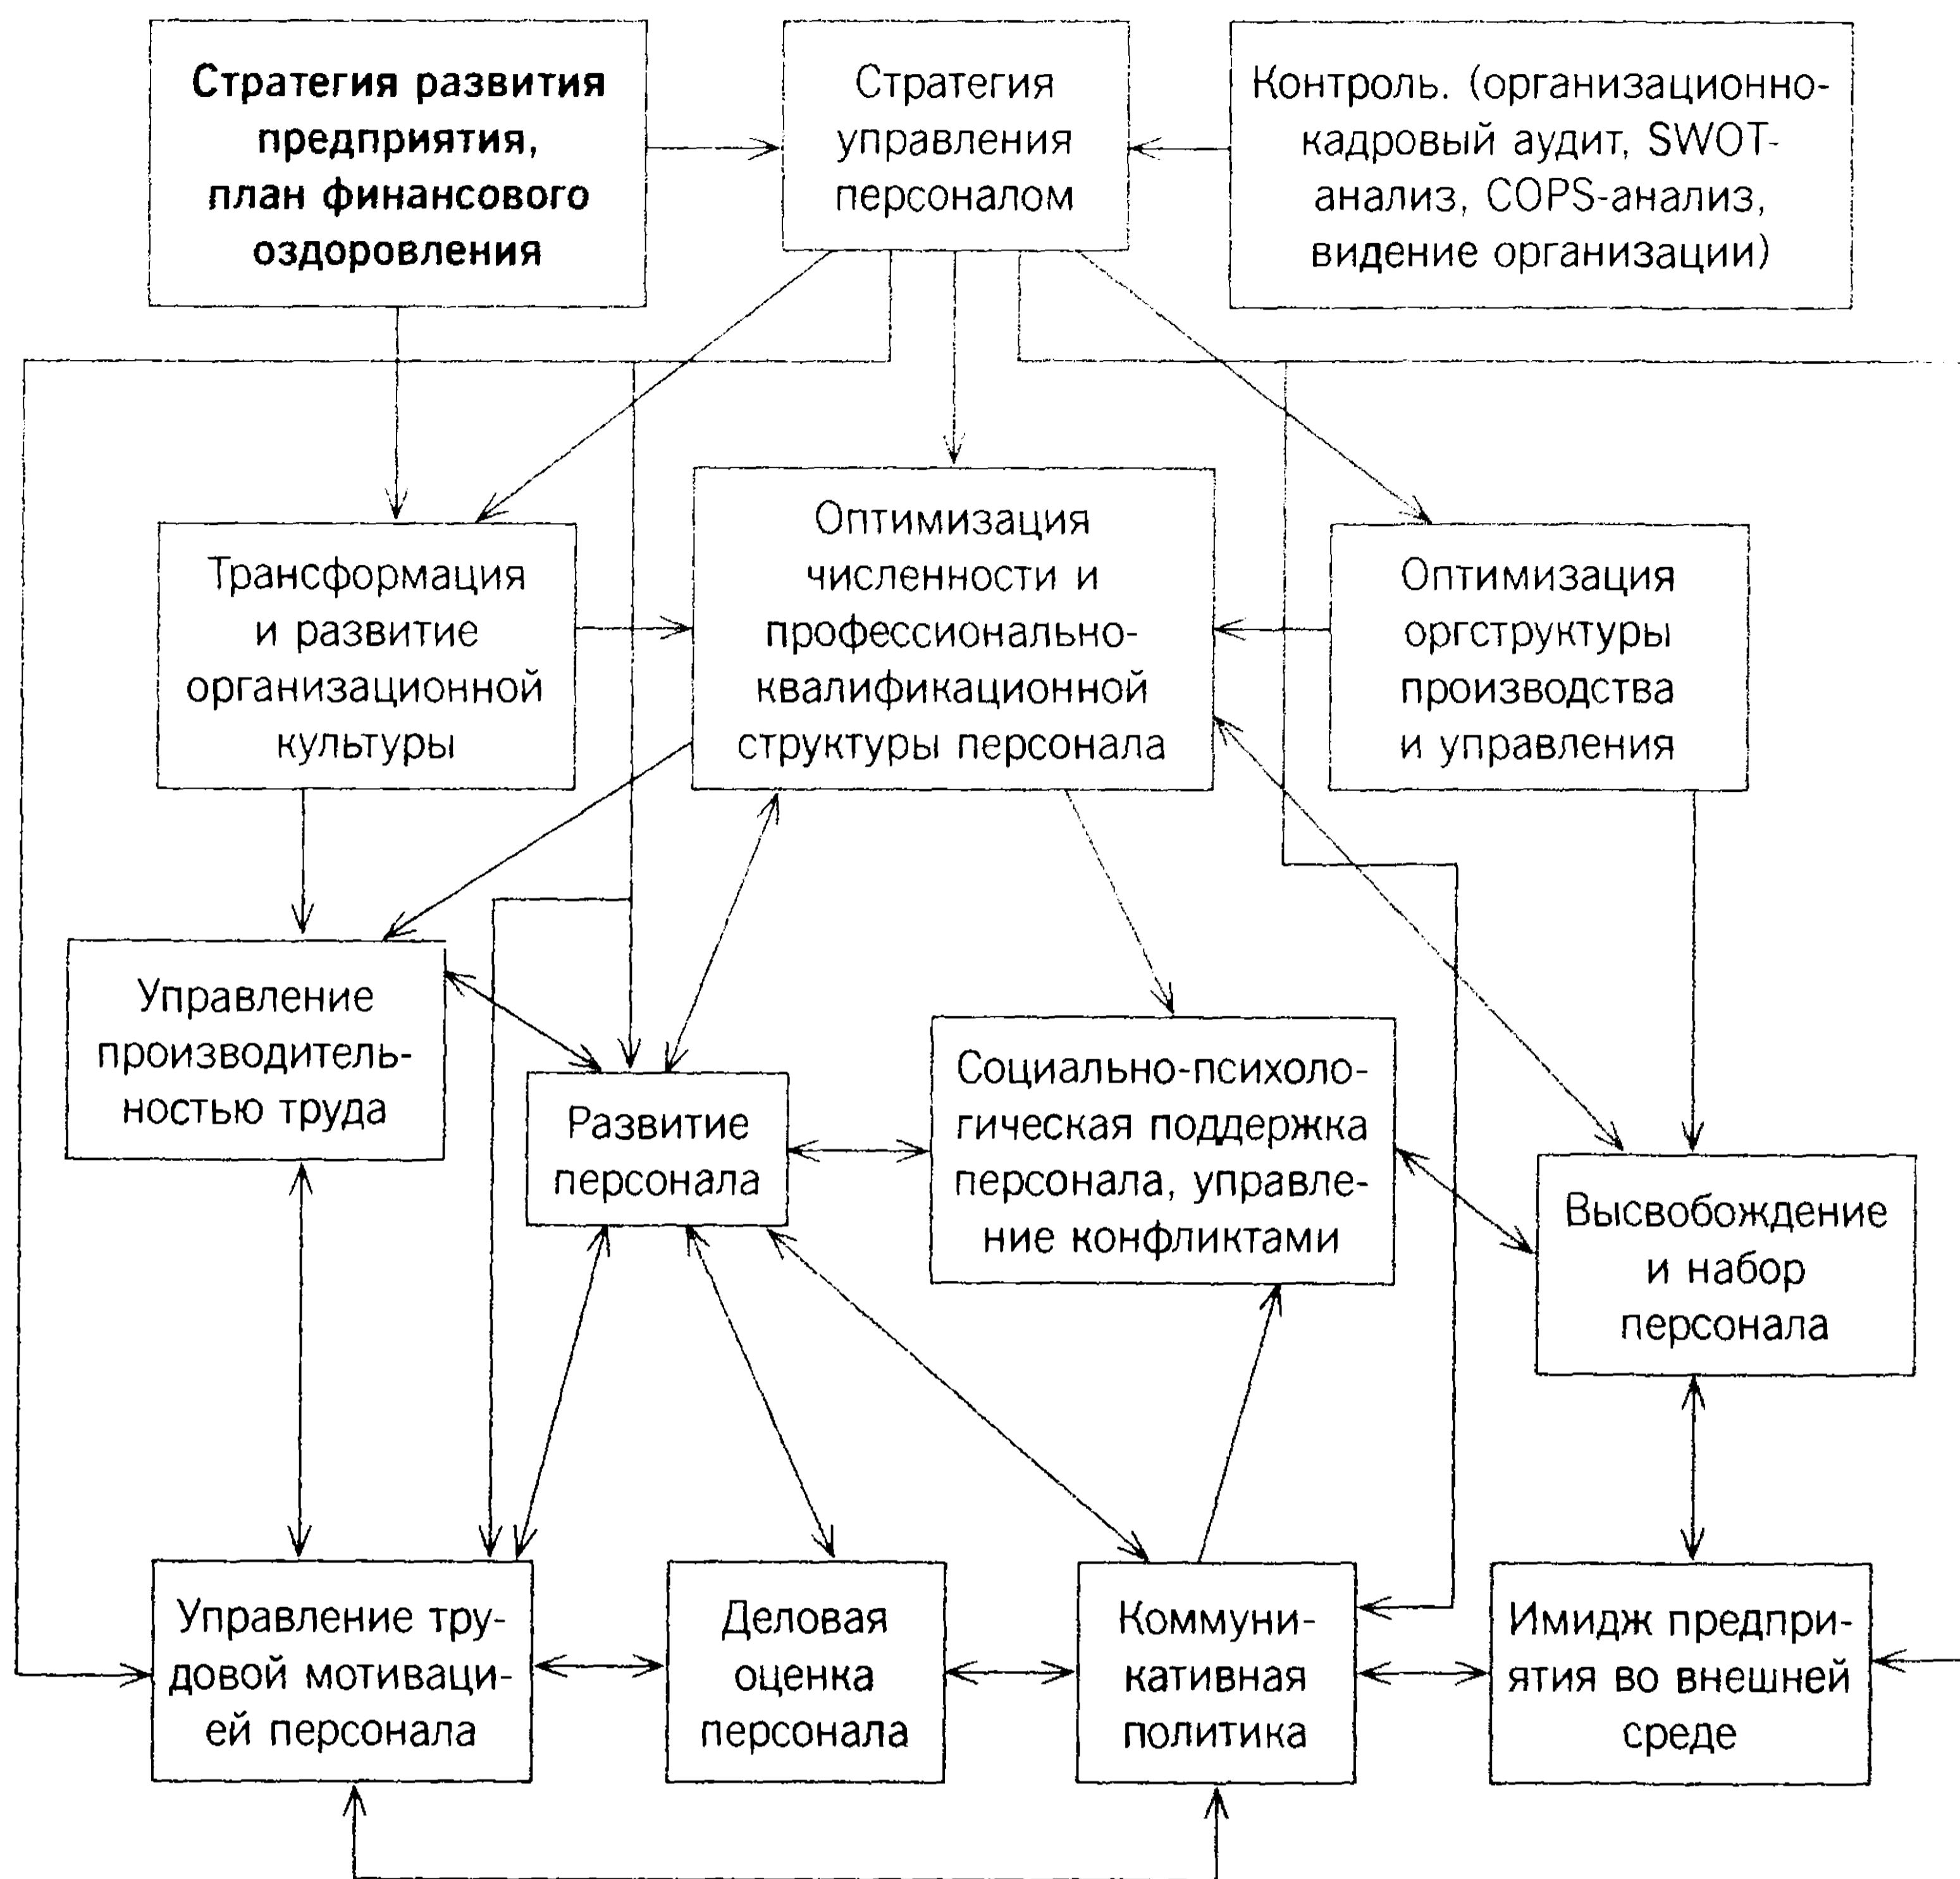 Стратегия развития
предприятия,
план финансового
оздоровления
Стратегия
управления
персоналом
Контроль. (организационно-
кадровый аудит, SWOT-
анализ, COPS-анализ,
видение организации)
Трансформация
и развитие
организационной
культуры
Оптимизация
численности и
профессионально-
квалификационной
структуры персонала
Оптимизация
оргструктуры
производства
и управления
Управление
производитель-
ностью труда
Развитие
персонала
Социально-психоло-
гическая поддержка
персонала, управле-
ние конфликтами
Высвобождение
и набор
персонала
Управление тру-
довой мотиваци-
ей персонала
Деловая
оценка
персонала
Коммуни-
кативная
политика
Имидж предпри-
ятия во внешней
среде